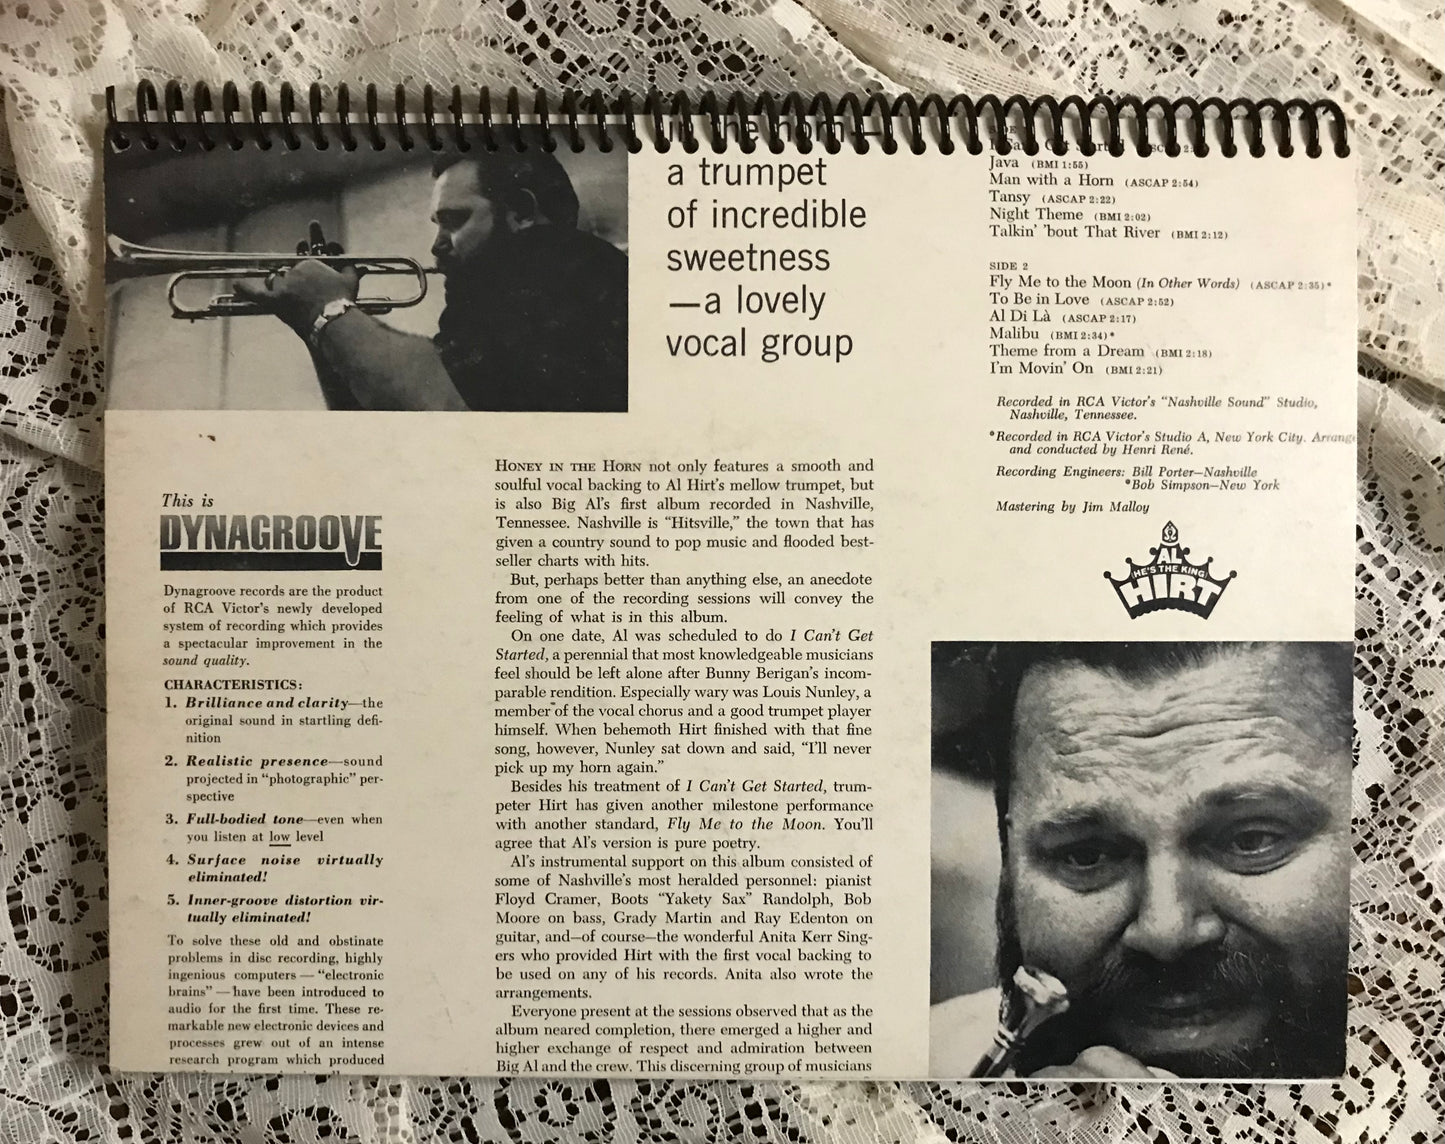 in the horn—
a trumpet
of incredible
sweetness
—a lovely
vocal group
SIDE
I Can't Get Started
Java (BMI 1:55)
Man with a Horn (ASCAP 2:54)
Tansy (ASCAP 2:22)
Night Theme (BMI 2:02)
Talkin' 'bout That River (BMI 2:12)
SIDE 2
Fly Me to the Moon (In Other Words) (ASCAP 2:35)*
To Be in Love (ASCAP 2:52)
Al Di Là (ASCAP 2:17)
Malibu (BMI 2:34)*
Theme from a Dream (BMI 2:18)
I'm Movin' On (BMI 2:21)
Recorded in RCA Victor's "Nashville Sound" Studio,
Nashville, Tennessee.
*Recorded in RCA Victor's Studio A, New York City. Arrange
and conducted by Henri René.
Recording Engineers: Bill Porter—Nashville
*Bob Simpson—New York
Mastering by Jim Malloy
AL
HE'S THE KING
HIRT
This is
DYNAGROOVE
Dynagroove records are the product
of RCA Victor's newly developed
system of recording which provides
a spectacular improvement in the
sound quality.
CHARACTERISTICS:
1. Brilliance and clarity—the
original sound in startling defi-
nition
2. Realistic presence—sound
projected in "photographic" per-
spective
3. Full-bodied tone—even when
you listen at low level
4. Surface noise virtually
eliminated!
5. Inner-groove distortion vir-
tually eliminated!
To solve these old and obstinate
problems in disc recording, highly
ingenious computers — "electronic
brains" — have been introduced to
audio for the first time. These re-
markable new electronic devices and
processes grew out of an intense
research program which produced
HONEY IN THE HORN not only features a smooth and
soulful vocal backing to Al Hirt's mellow trumpet, but
is also Big Al's first album recorded in Nashville,
Tennessee. Nashville is "Hitsville," the town that has
given a country sound to pop music and flooded best-
seller charts with hits.
But, perhaps better than anything else, an anecdote
from one of the recording sessions will convey the
feeling of what is in this album.
On one date, Al was scheduled to do I Can't Get
Started, a perennial that most knowledgeable musicians
feel should be left alone after Bunny Berigan's incom-
parable rendition. Especially wary was Louis Nunley, a
member of the vocal chorus and a good trumpet player
himself. When behemoth Hirt finished with that fine
song, however, Nunley sat down and said, "I'll never
pick up my horn again."
Besides his treatment of I Can't Get Started, trum-
peter Hirt has given another milestone performance
with another standard, Fly Me to the Moon. You'll
agree that Al's version is pure poetry.
Al's instrumental support on this album consisted of
some of Nashville's most heralded personnel: pianist
Floyd Cramer, Boots "Yakety Sax" Randolph, Bob
Moore on bass, Grady Martin and Ray Edenton on
guitar, and—of course—the wonderful Anita Kerr Sing-
ers who provided Hirt with the first vocal backing to
be used on any of his records. Anita also wrote the
arrangements.
Everyone present at the sessions observed that as the
album neared completion, there emerged a higher and
higher exchange of respect and admiration between
Big Al and the crew. This discerning group of musicians